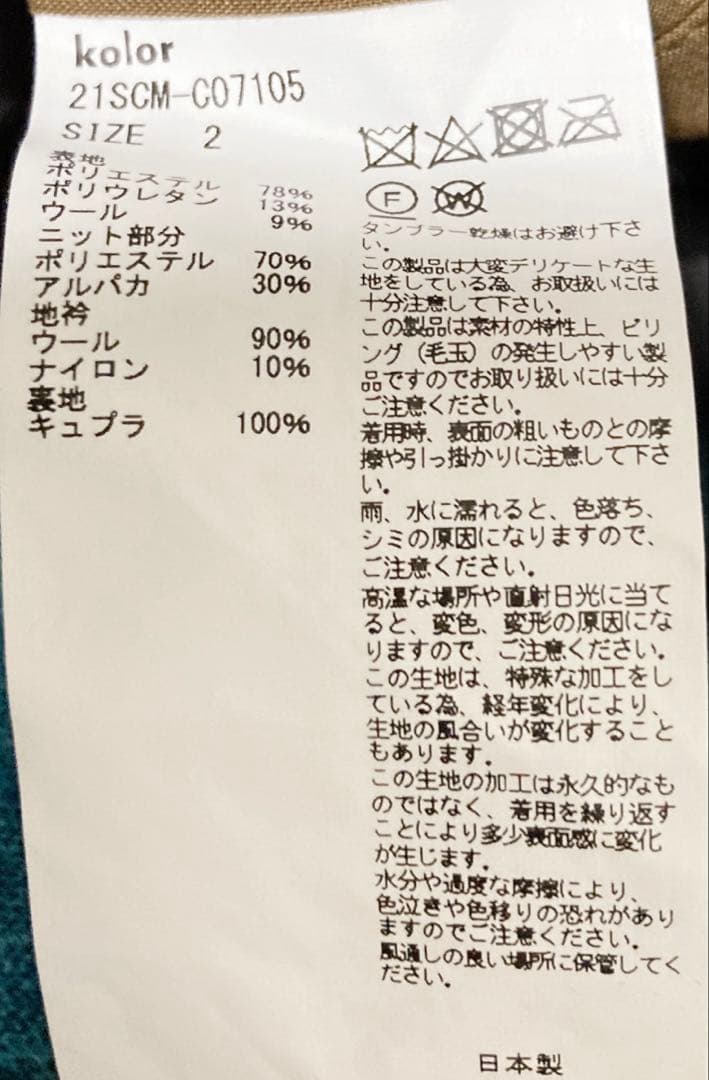 kolor
21SCM-C07105
SIZE 2
表地
ポリエステル 78%
ポリウレタン 13%
ウール 9%
ニット部分
ポリエステル 70%
アルパカ 30%
地衿
ウール 90%
ナイロン 10%
裏地
キュプラ 100%
F
W
タンブラー乾燥はお避け下さ
い。
この製品は大変デリケートな生
地をしている為、お取扱いには
十分注意して下さい。
この製品は素材の特性上、ピリ
ング(毛玉)の発生しやすい製
品ですのでお取り扱いには十分
ご注意ください。
着用時、表面の粗いものとの摩
擦や引っ掛かりに注意して下さ
い。
雨、水に濡れると、色落ち、
シミの原因になりますので、
ご注意ください。
高温な場所や直射日光に当て
ると、変色、変形の原因にな
りますので、ご注意ください。
この生地は、特殊な加工をし
ている為、経年変化により、
生地の風合いが変化すること
もあります。
この生地の加工は永久的なも
のではなく、着用を繰り返す
ことにより多少表面感に変化
が生じます。
水分や過度な摩擦により、
色泣きや色移りの恐れがあり
ますのでご注意ください。
風通しの良い場所に保管してく
ださい。
日本製